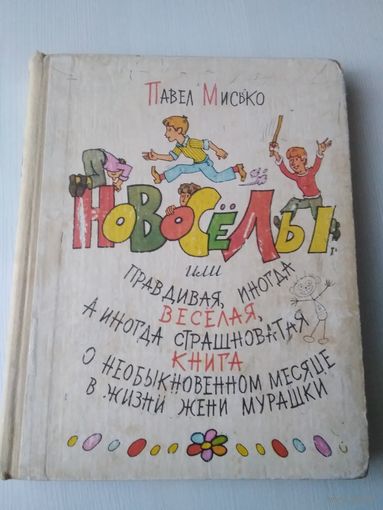 ПАВЕЛ МИСЬКО
НОВОСЁЛЫ,
ИЛИ
ПРАВДИВАЯ, ИНОГДА
ВЕСЁЛАЯ,
А ИНОГДА СТРАШНОВАТАЯ
КНИГА
О НЕОБЫКНОВЕННОМ МЕСЯЦЕ
В ЖИЗНИ ЖЕНИ МУРАШКИ